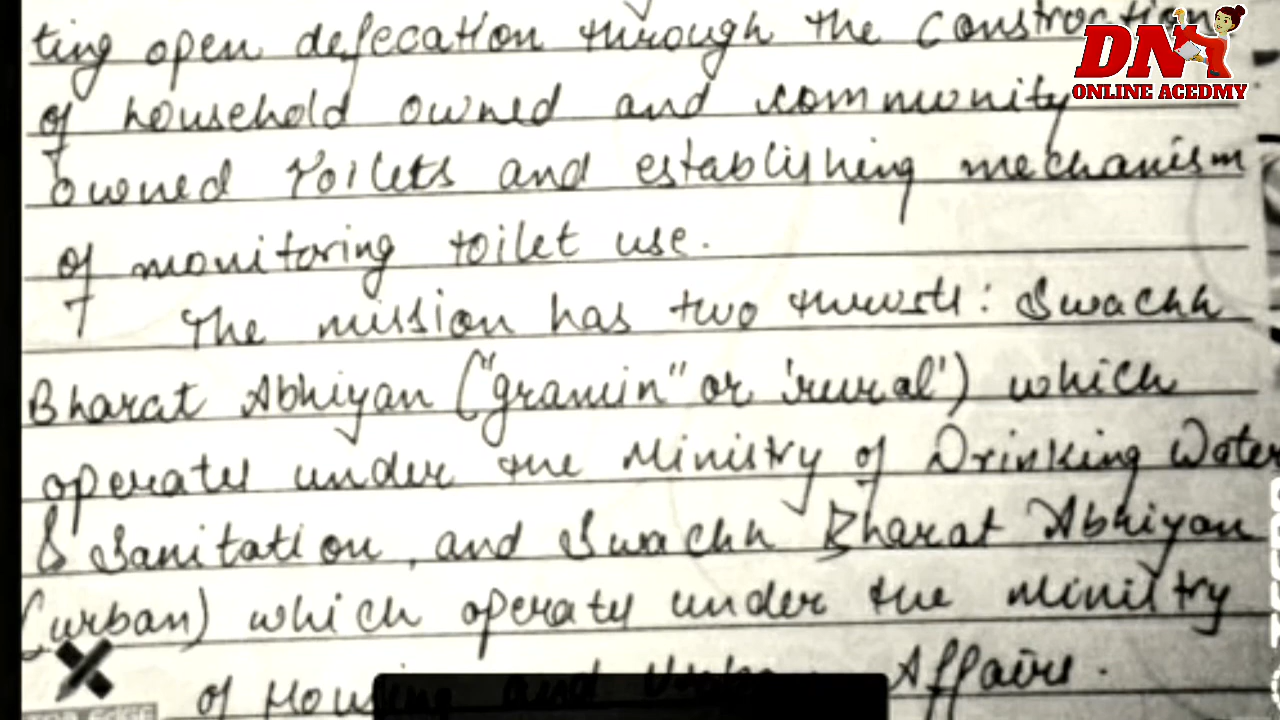 ting open defecation through the construction
of household owned and community
owned toilets and establishing mechanism
of monitoring toilet use.
The mission has two thrusts: Swachh
Bharat Abhiyan ("gramin" or 'rural') which
operates under the Ministry of Drinking Water
& Sanitation, and Swachh Bharat Abhiyan
(urban) which operates under the Ministry
of Housing and Affairs.
DN
ONLINE ACEDMY